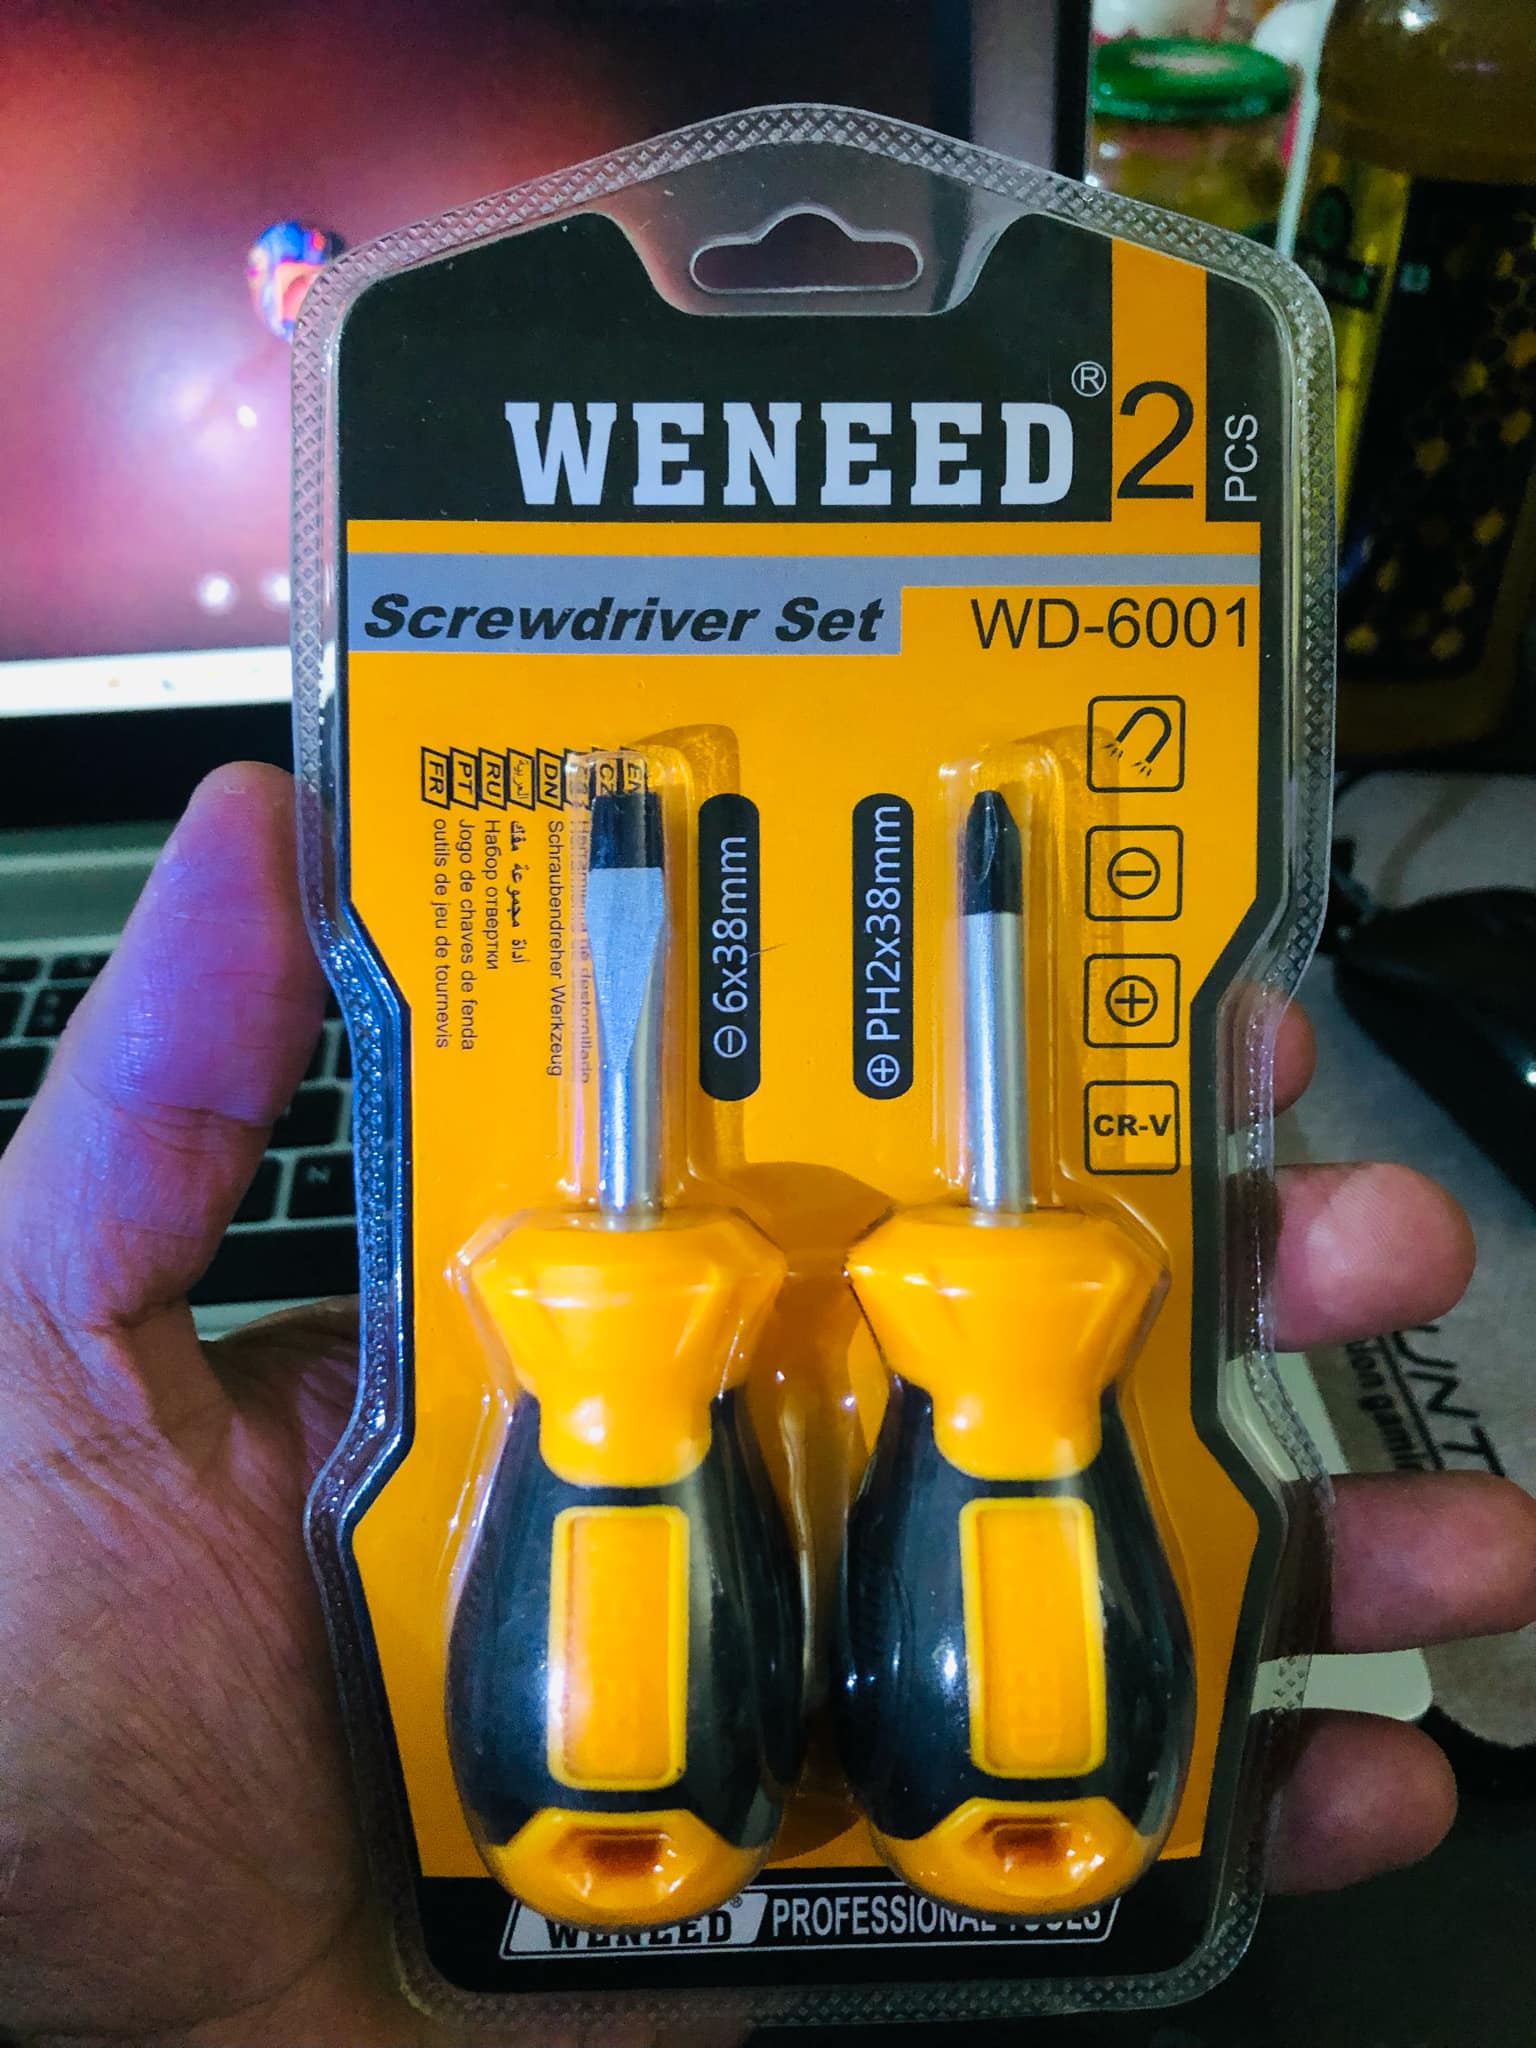 WENEED®
2
PCS
Screwdriver Set
WD-6001
EN
CZ
DN Schraubendreher Werkzeug
العربية أداة مجموعة مفك
RU Набор отвертки
PT Jogo de chaves de fenda
FR outils de jeu de tournevis
⊖ 6x38mm
⊕ PH2x38mm
CR-V
WENEED® PROFESSIONAL TOOLS